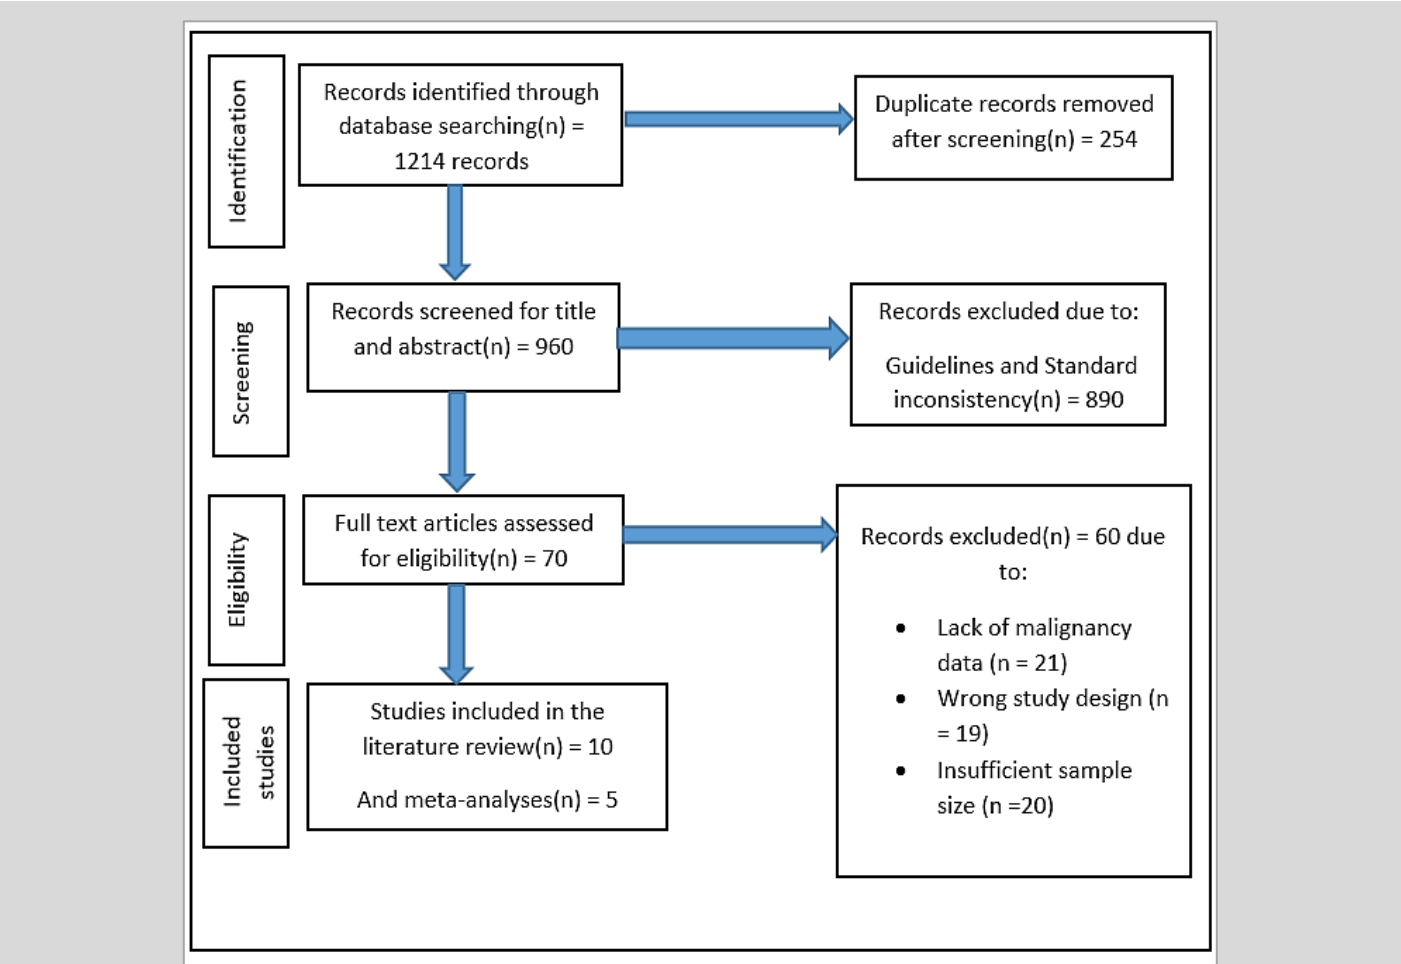 Identification
Records identified through
database searching(n) =
1214 records
Duplicate records removed
after screening(n) = 254
Screening
Records screened for title
and abstract(n) = 960
Records excluded due to:
Guidelines and Standard
inconsistency(n) = 890
Eligibility
Full text articles assessed
for eligibility(n) = 70
Records excluded(n) = 60 due
to:
• Lack of malignancy
data (n = 21)
• Wrong study design (n
= 19)
• Insufficient sample
size (n =20)
Included
studies
Studies included in the
literature review(n) = 10
And meta-analyses(n) = 5